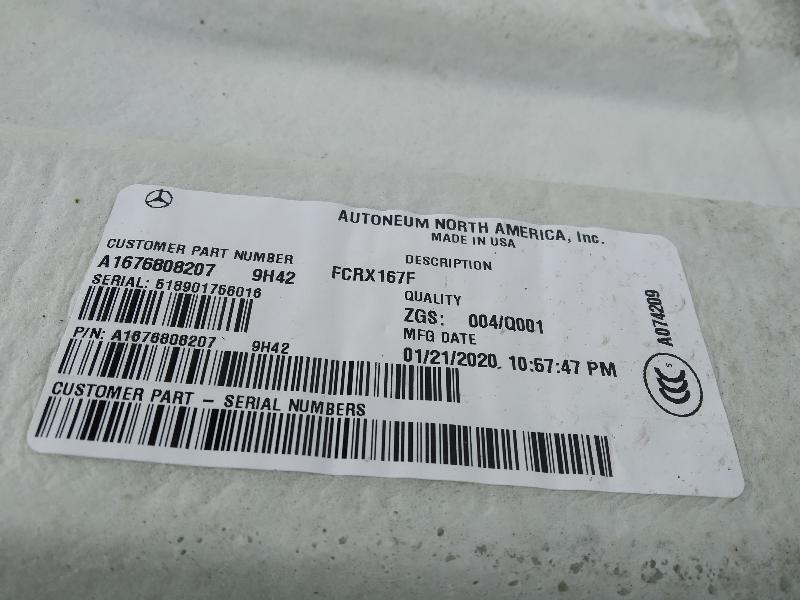 AUTONEUM NORTH AMERICA, Inc.
MADE IN USA
CUSTOMER PART NUMBER
A1676808207 9H42 FCRX167F
DESCRIPTION
SERIAL: 518901756016
QUALITY
ZGS: 004/Q001
MFG DATE
01/21/2020 10:57:47 PM
P/N: A1676808207 9H42
CUSTOMER PART - SERIAL NUMBERS
A074209
CCC S